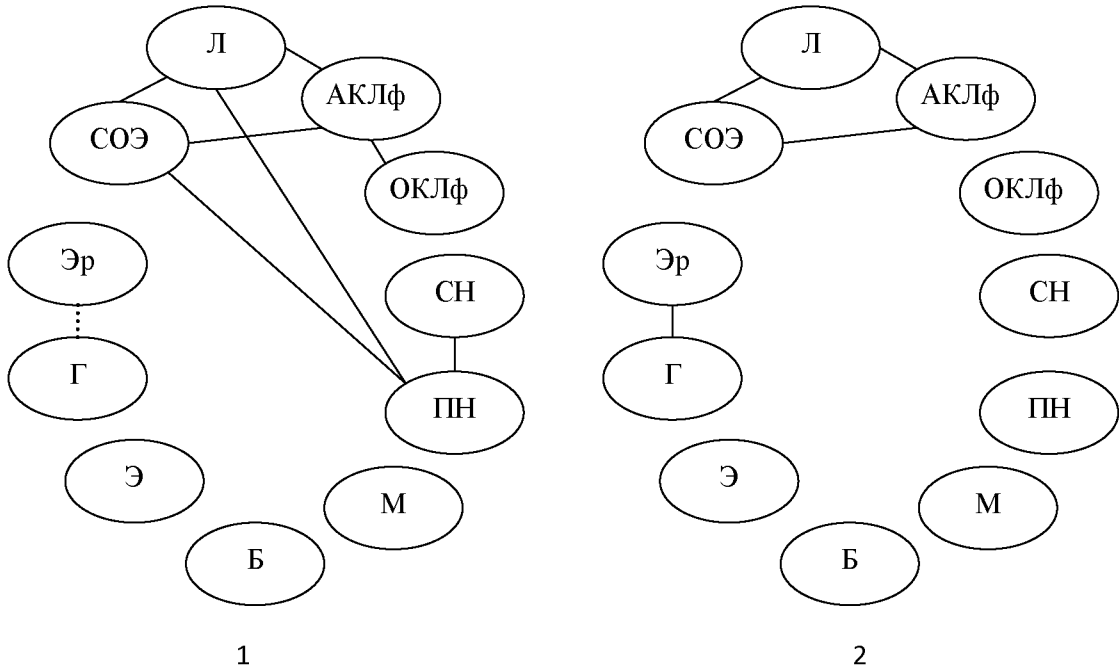 Л
АКЛф
СОЭ
ОКЛф
Эр
СН
Г
ПН
Э
М
Б
1
Л
АКЛф
СОЭ
ОКЛф
Эр
СН
Г
ПН
Э
М
Б
2